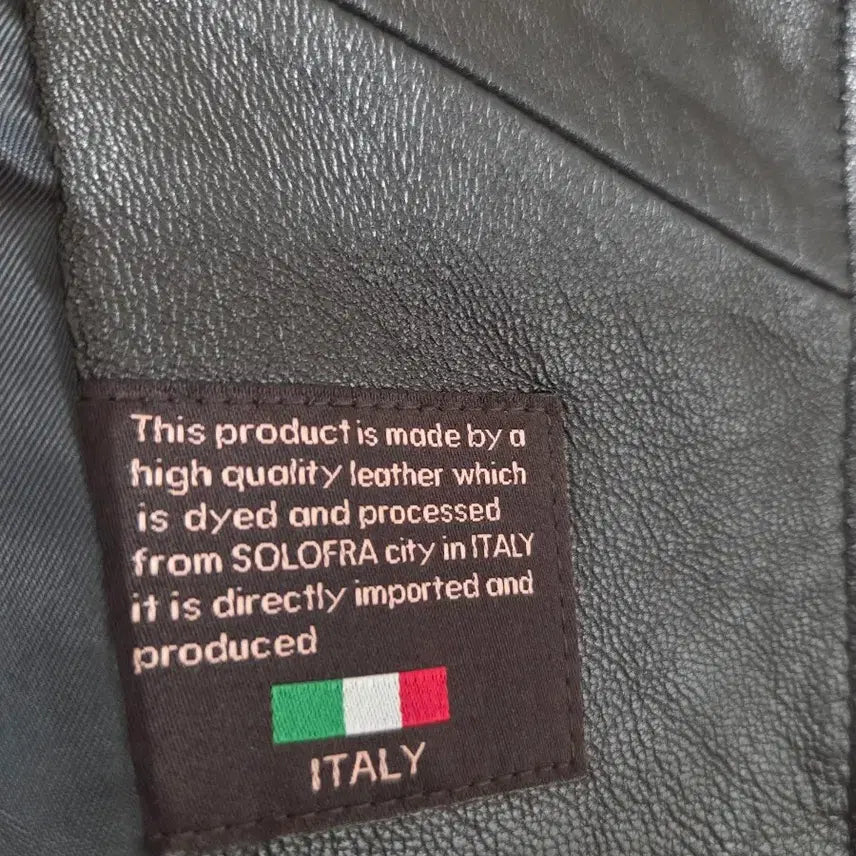 This product is made by a
high quality leather which
is dyed and processed
from SOLOFRA city in ITALY
it is directly imported and
produced
ITALY